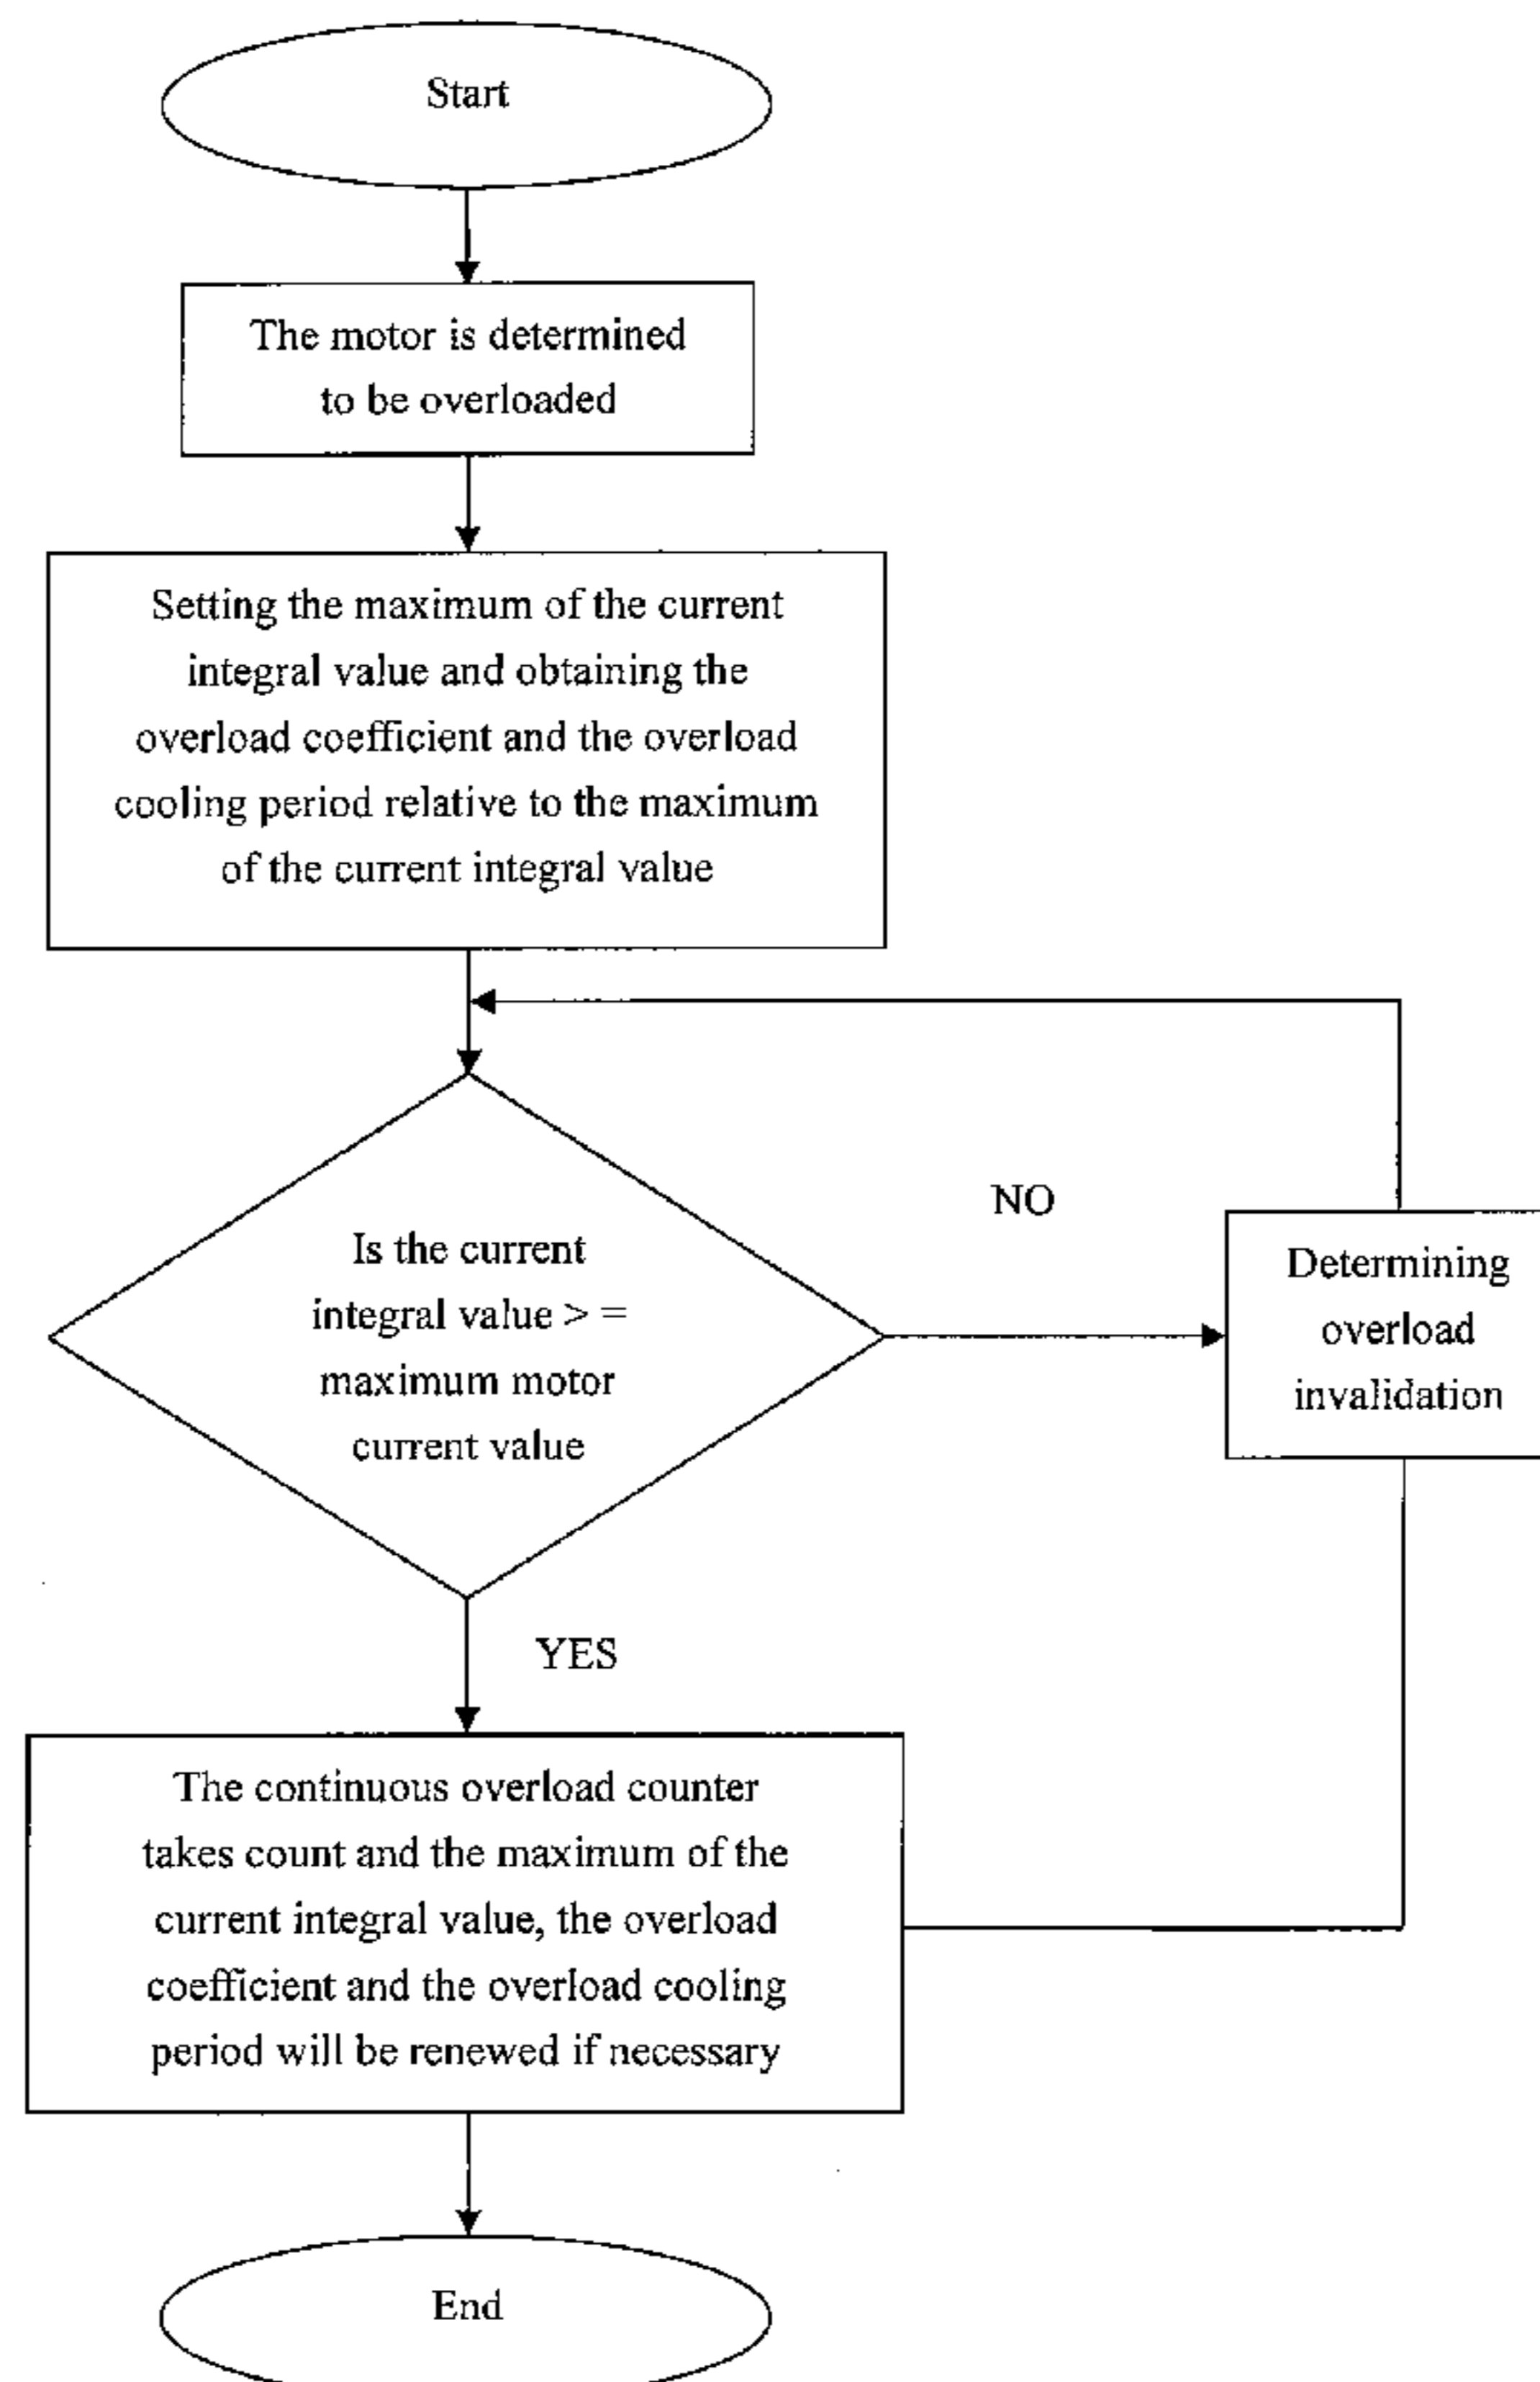 Start
The motor is determined
to be overloaded
Setting the maximum of the current
integral value and obtaining the
overload coefficient and the overload
cooling period relative to the maximum
of the current integral value
NO
Is the current
integral value > =
maximum motor
current value
Determining
overload
invalidation
YES
The continuous overload counter
takes count and the maximum of the
current integral value, the overload
coefficient and the overload cooling
period will be renewed if necessary
End